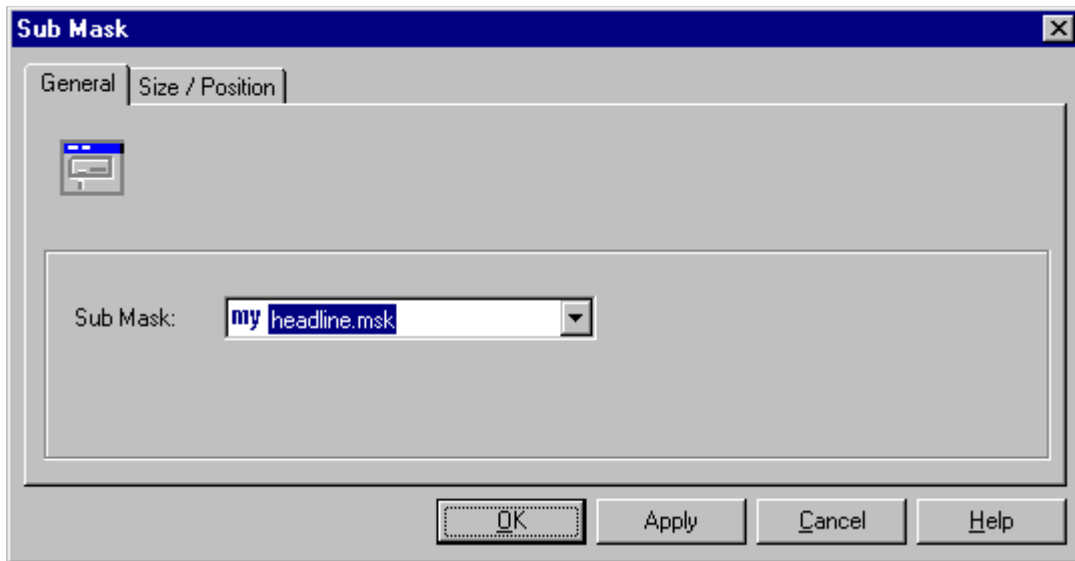 Sub Mask
General Size / Position
Sub Mask: my headline.msk
OK Apply Cancel Help